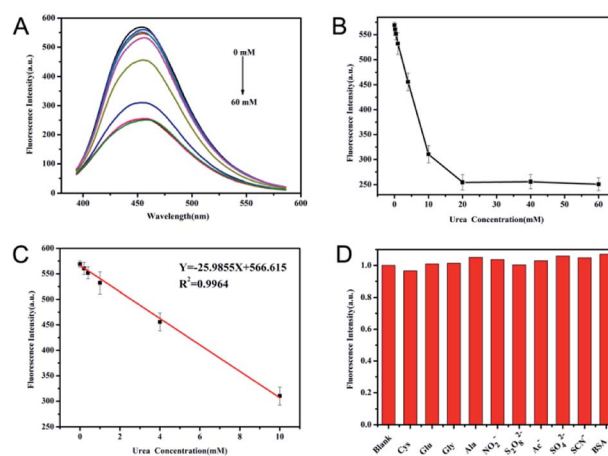 A
600
500
400
300
200
100
0
Fluorescence Intensity(a.u.)
0 mM
60 mM
400
450
500
550
600
Wavelength(nm)
B
550
500
450
400
350
300
250
Fluorescence Intensity(a.u.)
0
10
20
30
40
50
60
Urea Concentration(mM)
C
600
550
500
450
400
350
300
250
Fluorescence Intensity(a.u.)
Y=-25.9855X+566.615
R²=0.9964
0
2
4
6
8
10
Urea Concentration(mM)
D
1.0
0.8
0.6
0.4
0.2
0.0
Fluorescence Intensity(a.u.)
Blank
Cys
Glu
Gly
Ala
NO₂⁻
S₂O₈²⁻
Ac⁻
SO₄²⁻
SCN⁻
BSA